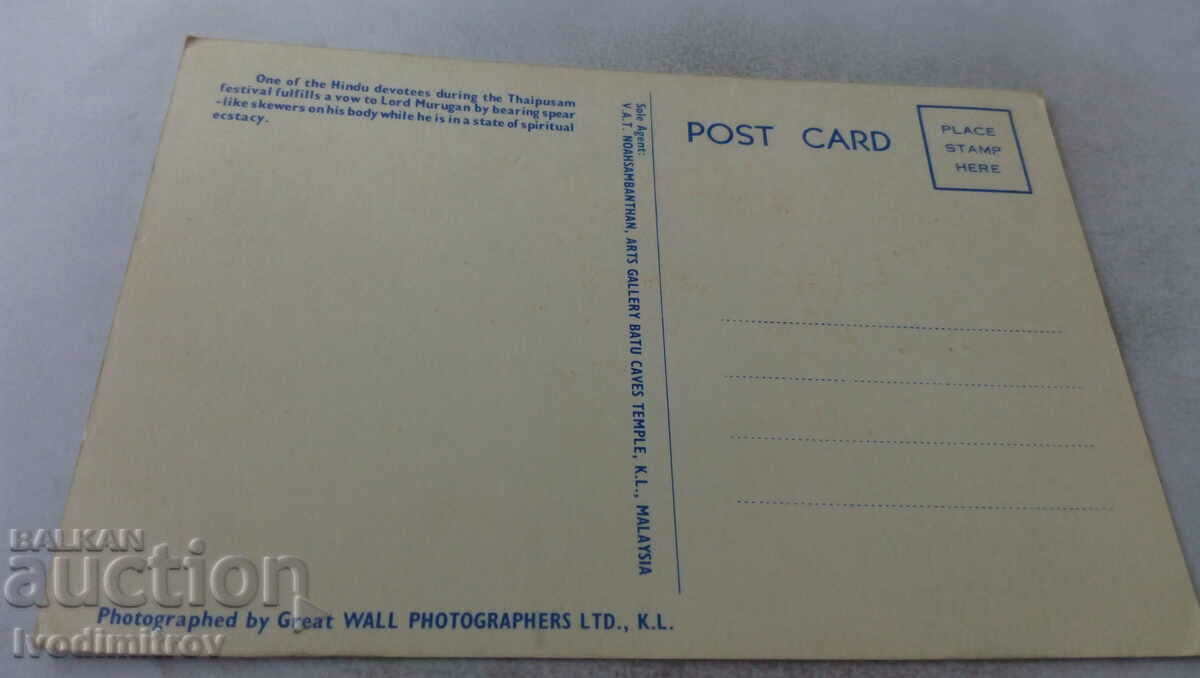 One of the Hindu devotees during the Thaipusam
festival fulfills a vow to Lord Murugan by bearing spear
-like skewers on his body while he is in a state of spiritual
ecstacy.
Sole Agent:
V.A.T. NOAHSAMBANTHAN, ARTS GALLERY BATU CAVES TEMPLE, K.L., MALAYSIA
POST CARD
PLACE
STAMP
HERE
Photographed by Great WALL PHOTOGRAPHERS LTD., K.L.
BALKAN
auction
Ivodimitrov